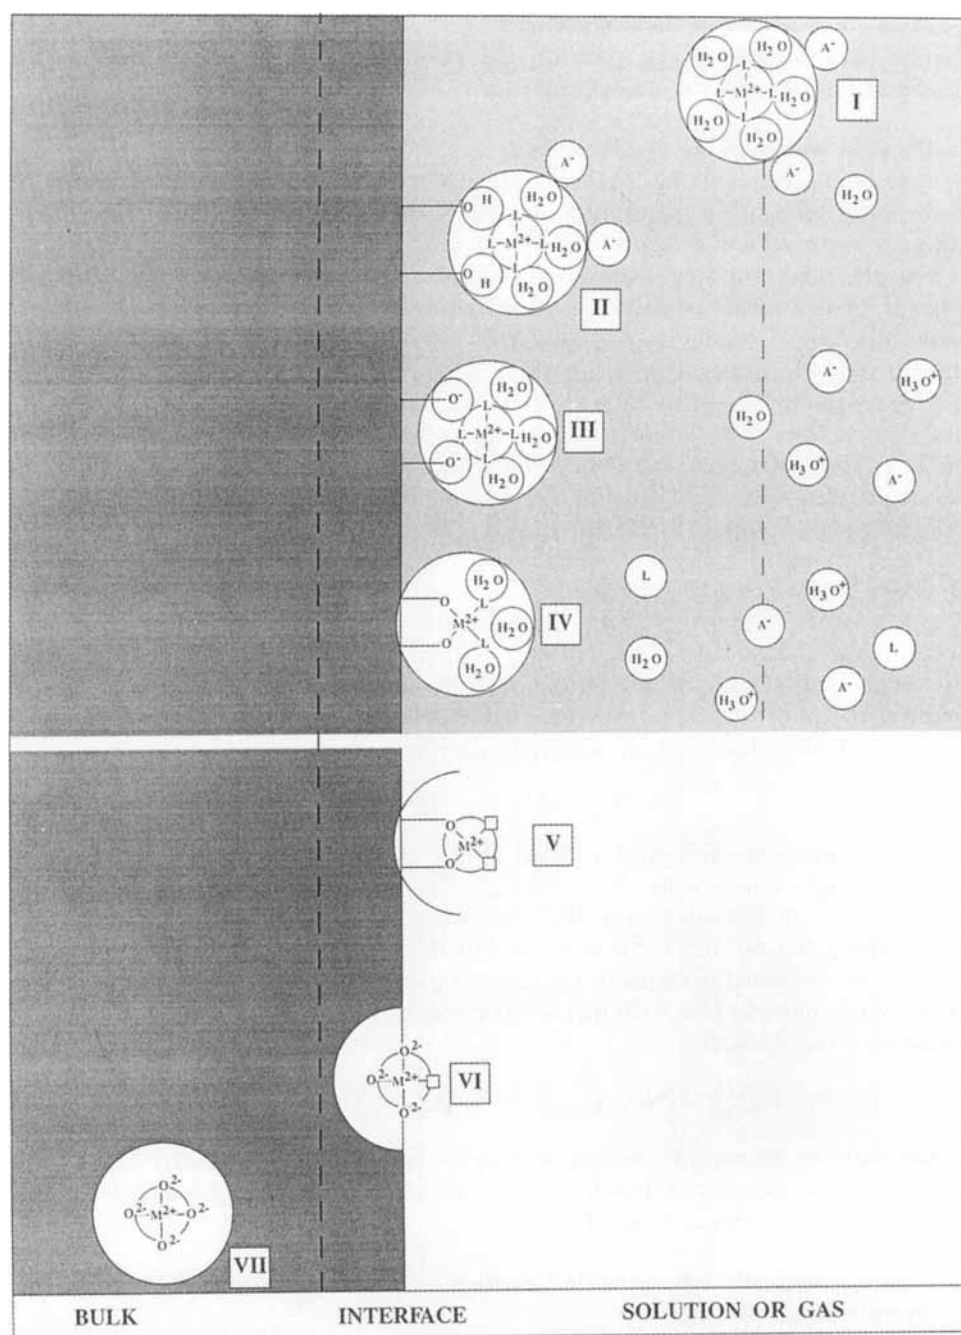 H₂O H₂O A⁻
L
H₂O L-M²⁺-L H₂O I
L
H₂O H₂O
A⁻ A⁻
H₂O
O H H₂O
L
L-M²⁺-L H₂O A⁻
L
O H H₂O
II
A⁻ H₃O⁺
O⁻ H₂O
L H₂O
L-M²⁺-L H₂O III
L
O⁻ H₂O H₃O⁺ A⁻
H₂O L H₃O⁺
O L
M²⁺ H₂O IV A⁻
O L L
H₂O H₂O A⁻
H₃O⁺
O
M²⁺ V
O
O²⁻
O²⁻-M²⁺ VI
O²⁻
O²⁻
O²⁻-M²⁺-O²⁻
O²⁻
VII
BULK INTERFACE SOLUTION OR GAS